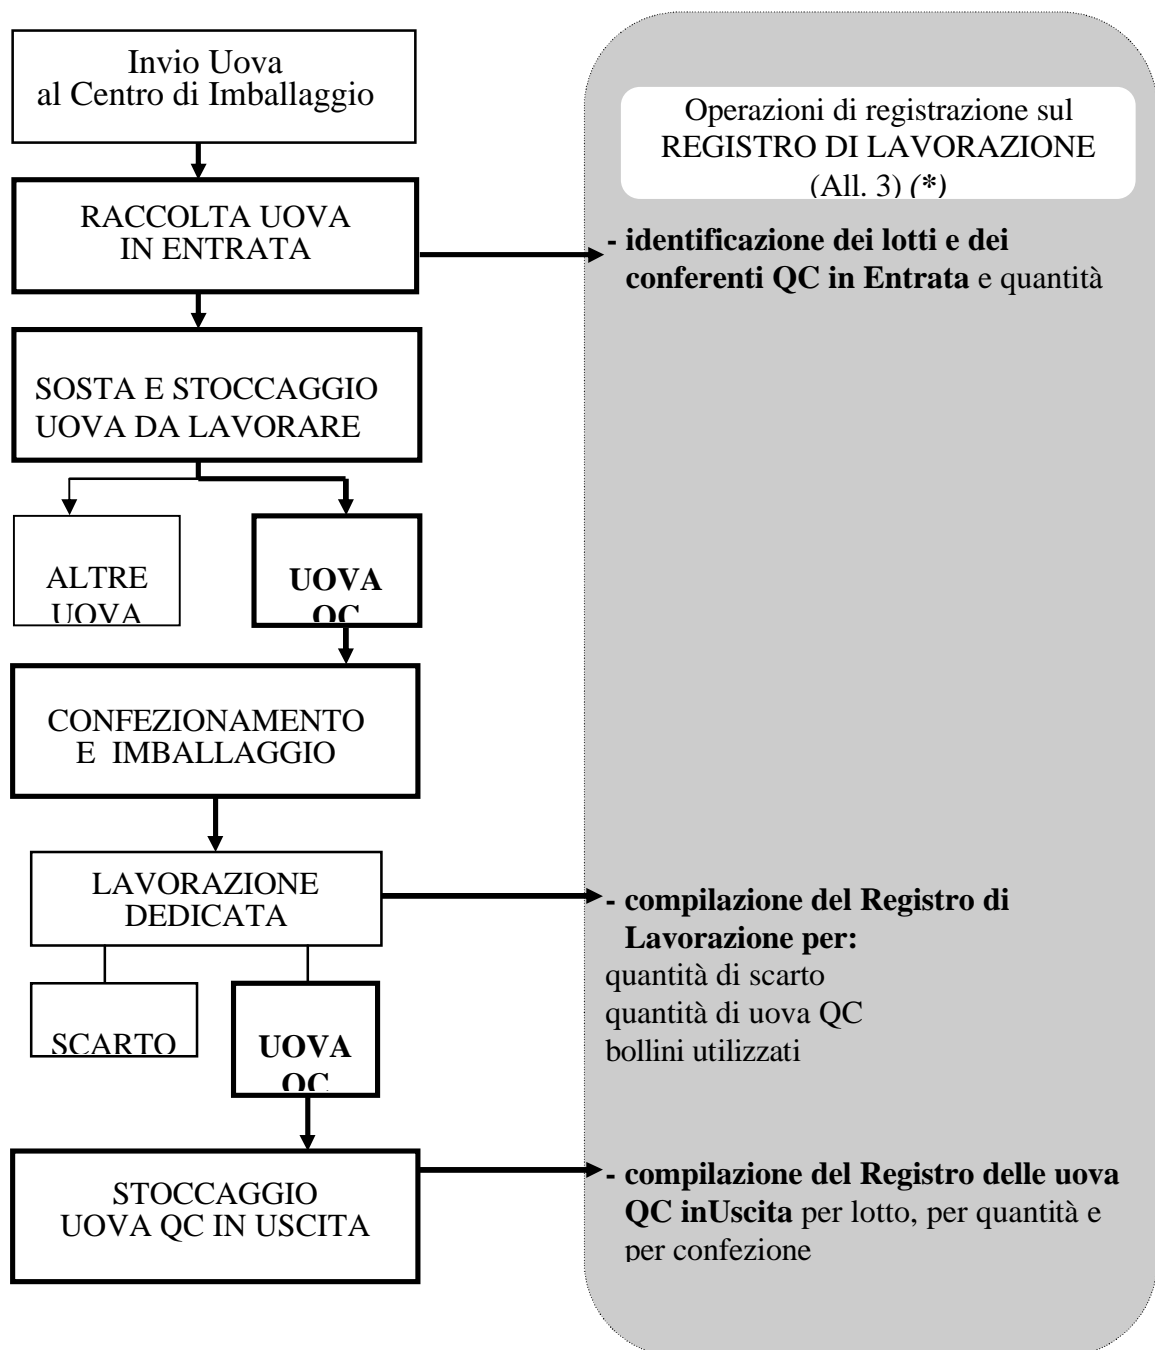 Invio Uova
al Centro di Imballaggio
Operazioni di registrazione sul
REGISTRO DI LAVORAZIONE
(All. 3) (*)
RACCOLTA UOVA
IN ENTRATA
- identificazione dei lotti e dei
conferenti QC in Entrata e quantità
SOSTA E STOCCAGGIO
UOVA DA LAVORARE
ALTRE
UOVA
UOVA
QC
CONFEZIONAMENTO
E IMBALLAGGIO
LAVORAZIONE
DEDICATA
- compilazione del Registro di
Lavorazione per:
quantità di scarto
quantità di uova QC
bollini utilizzati
SCARTO
UOVA
QC
STOCCAGGIO
UOVA QC IN USCITA
- compilazione del Registro delle uova
QC inUscita per lotto, per quantità e
per confezione